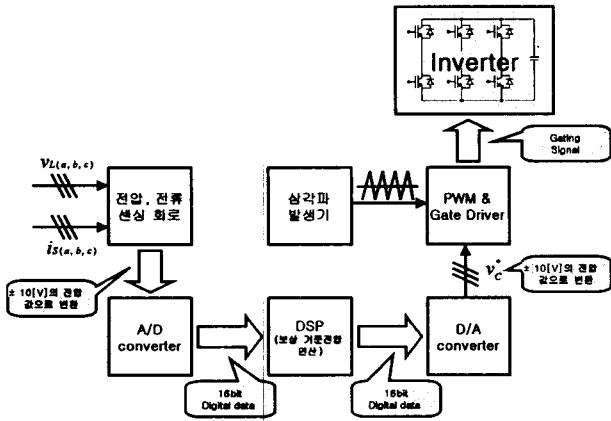 Inverter
Gating
Signal
v_L(a, b, c)
i_S(a, b, c)
전압, 전류
센싱 회로
삼각파
발생기
PWM &
Gate Driver
± 10[V]의 전압
값으로 변환
v_C*
± 10[V]의 전압
값으로 변환
A/D
converter
DSP
(보상 기준전압
연산)
D/A
converter
16bit
Digital data
16bit
Digital data